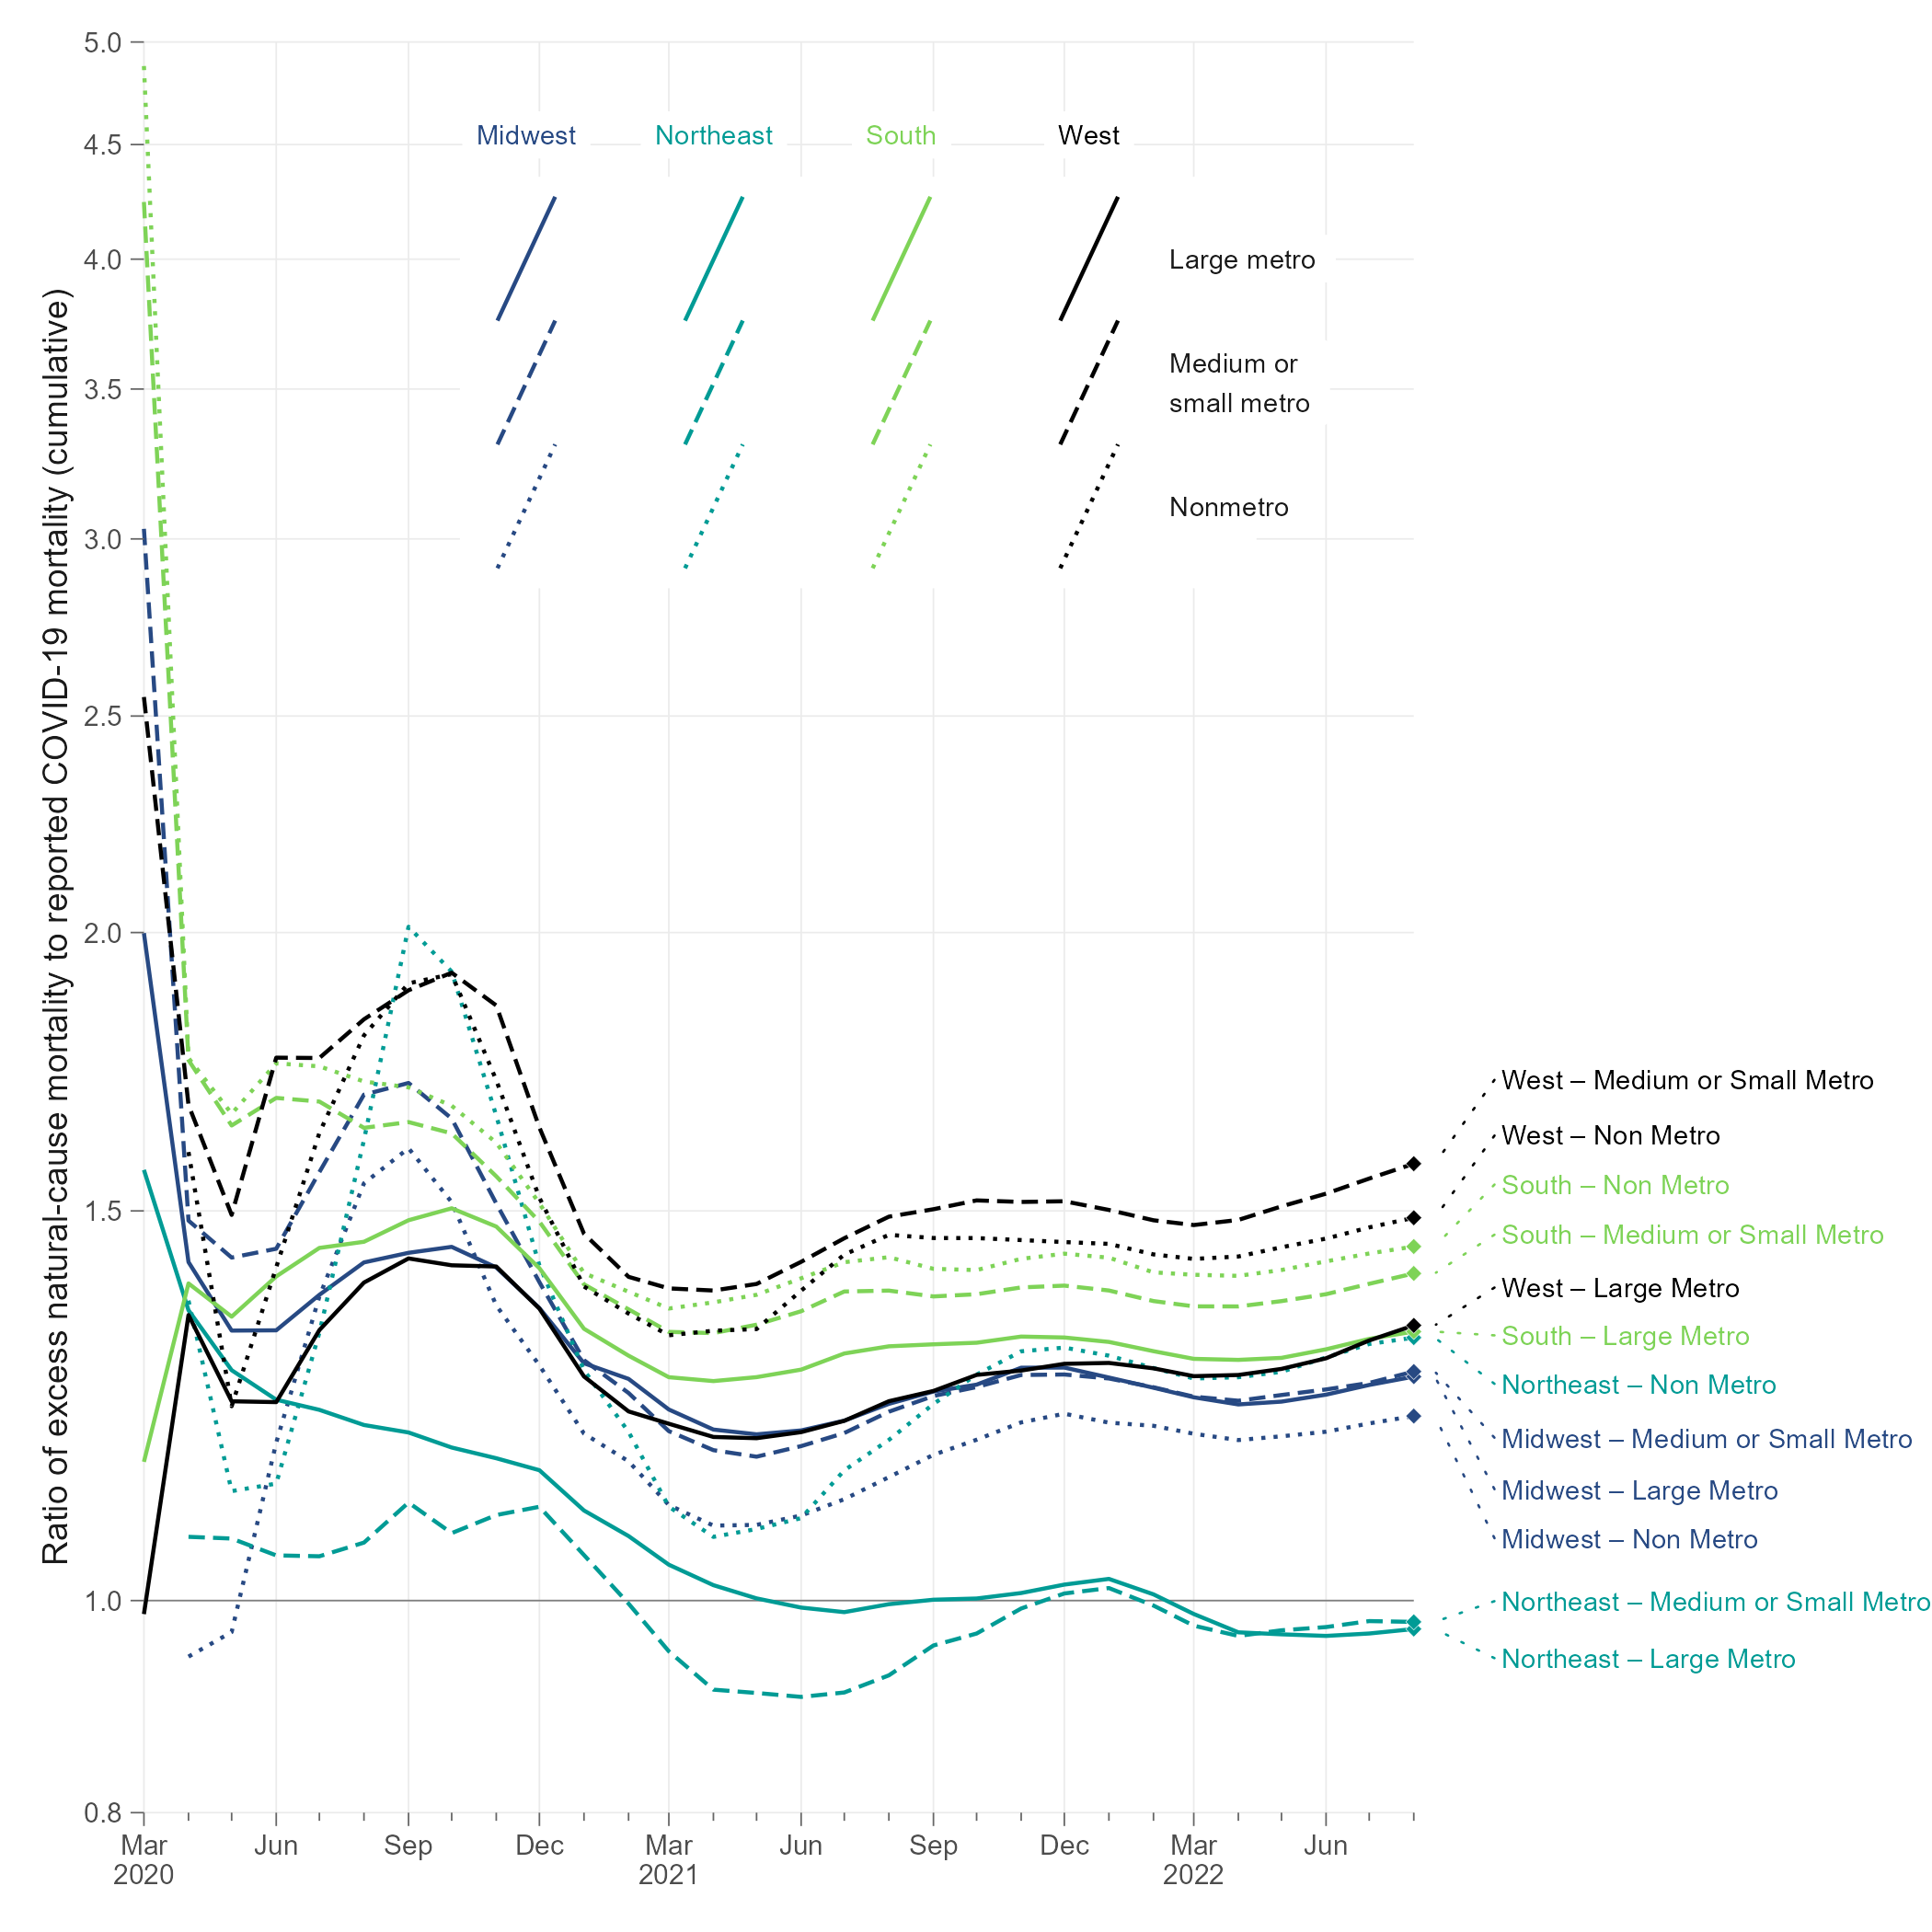 Ratio of excess natural-cause mortality to reported COVID-19 mortality (cumulative)
5.0
4.5
4.0
3.5
3.0
2.5
2.0
1.5
1.0
0.8
Midwest Northeast South West
Large metro
Medium or
small metro
Nonmetro
West – Medium or Small Metro
West – Non Metro
South – Non Metro
South – Medium or Small Metro
West – Large Metro
South – Large Metro
Northeast – Non Metro
Midwest – Medium or Small Metro
Midwest – Large Metro
Midwest – Non Metro
Northeast – Medium or Small Metro
Northeast – Large Metro
Mar Jun Sep Dec Mar Jun Sep Dec Mar Jun
2020 2021 2022